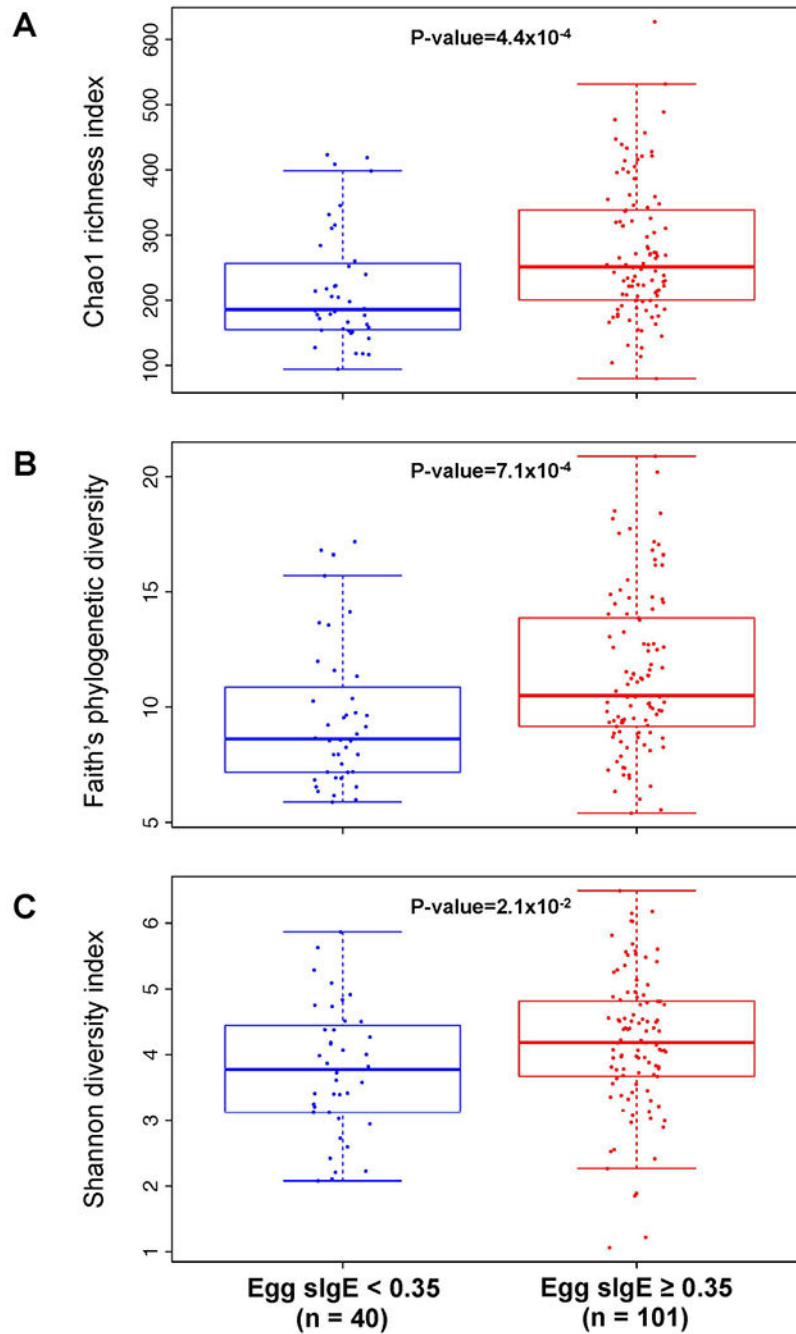 A
P-value=4.4x10⁻⁴
Chao1 richness index
600
500
400
300
200
100
B
P-value=7.1x10⁻⁴
Faith's phylogenetic diversity
20
15
10
5
C
P-value=2.1x10⁻²
Shannon diversity index
6
5
4
3
2
1
Egg sIgE < 0.35
(n = 40)
Egg sIgE ≥ 0.35
(n = 101)